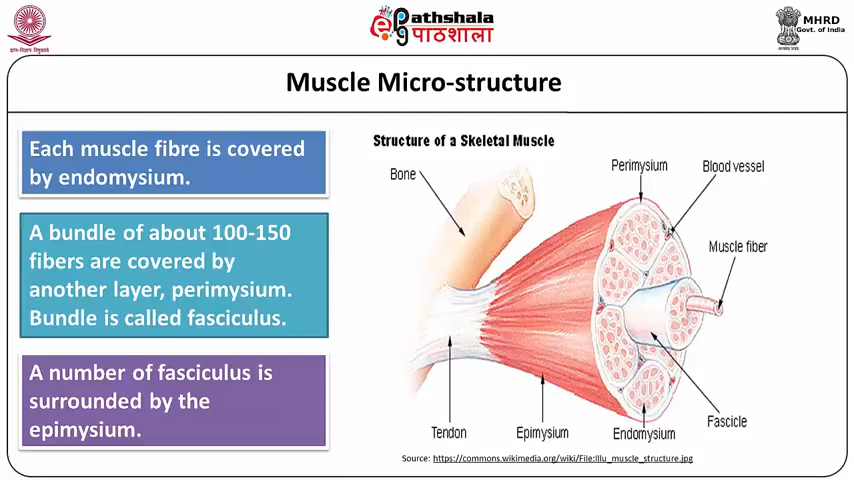 ePathshala
पाठशाला
MHRD
Govt. of India
Muscle Micro-structure
Each muscle fibre is covered
by endomysium.
A bundle of about 100-150
fibers are covered by
another layer, perimysium.
Bundle is called fasciculus.
A number of fasciculus is
surrounded by the
epimysium.
Structure of a Skeletal Muscle
Bone
Perimysium
Blood vessel
Muscle fiber
Fascicle
Tendon
Epimysium
Endomysium
Source: https://commons.wikimedia.org/wiki/File:Illu_muscle_structure.jpg